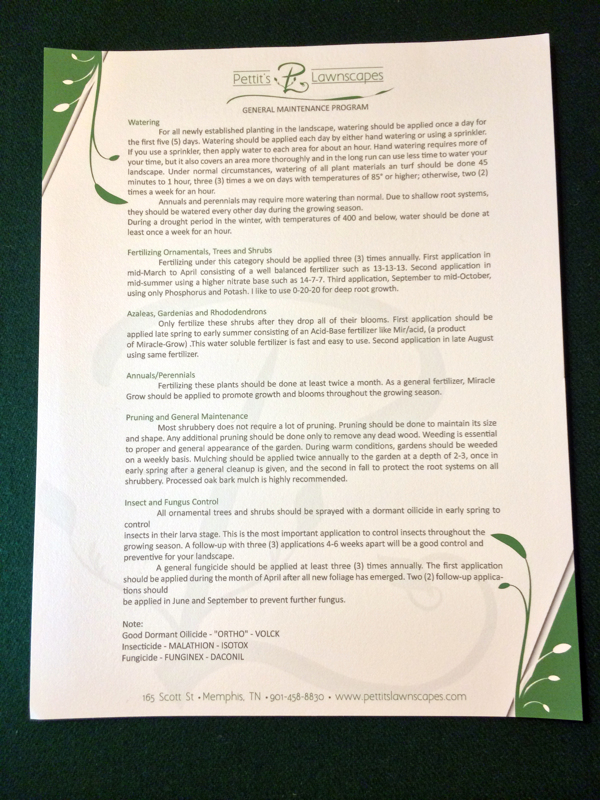 Pettit's PL Lawnscapes
GENERAL MAINTENANCE PROGRAM
Watering
For all newly established planting in the landscape, watering should be applied once a day for
the first five (5) days. Watering should be applied each day by either hand watering or using a sprinkler.
If you use a sprinkler, then apply water to each area for about an hour. Hand watering requires more of
your time, but it also covers an area more thoroughly and in the long run can use less time to water your
landscape. Under normal circumstances, watering of all plant materials an turf should be done 45
minutes to 1 hour, three (3) times a we on days with temperatures of 85° or higher; otherwise, two (2)
times a week for an hour.
Annuals and perennials may require more watering than normal. Due to shallow root systems,
they should be watered every other day during the growing season.
During a drought period in the winter, with temperatures of 400 and below, water should be done at
least once a week for an hour.
Fertilizing Ornamentals, Trees and Shrubs
Fertilizing under this category should be applied three (3) times annually. First application in
mid-March to April consisting of a well balanced fertilizer such as 13-13-13. Second application in
mid-summer using a higher nitrate base such as 14-7-7. Third application, September to mid-October,
using only Phosphorus and Potash. I like to use 0-20-20 for deep root growth.
Azaleas, Gardenias and Rhododendrons
Only fertilize these shrubs after they drop all of their blooms. First application should be
applied late spring to early summer consisting of an Acid-Base fertilizer like Mir/acid, (a product
of Miracle-Grow) .This water soluble fertilizer is fast and easy to use. Second application in late August
using same fertilizer.
Annuals/Perennials
Fertilizing these plants should be done at least twice a month. As a general fertilizer, Miracle
Grow should be applied to promote growth and blooms throughout the growing season.
Pruning and General Maintenance
Most shrubbery does not require a lot of pruning. Pruning should be done to maintain its size
and shape. Any additional pruning should be done only to remove any dead wood. Weeding is essential
to proper and general appearance of the garden. During warm conditions, gardens should be weeded
on a weekly basis. Mulching should be applied twice annually to the garden at a depth of 2-3, once in
early spring after a general cleanup is given, and the second in fall to protect the root systems on all
shrubbery. Processed oak bark mulch is highly recommended.
Insect and Fungus Control
All ornamental trees and shrubs should be sprayed with a dormant oilicide in early spring to
control
insects in their larva stage. This is the most important application to control insects throughout the
growing season. A follow-up with three (3) applications 4-6 weeks apart will be a good control and
preventive for your landscape.
A general fungicide should be applied at least three (3) times annually. The first application
should be applied during the month of April after all new foliage has emerged. Two (2) follow-up applica-
tions should
be applied in June and September to prevent further fungus.
Note:
Good Dormant Oilicide - "ORTHO" - VOLCK
Insecticide - MALATHION - ISOTOX
Fungicide - FUNGINEX - DACONIL
165 Scott St • Memphis, TN • 901-458-8830 • www.pettitslawnscapes.com